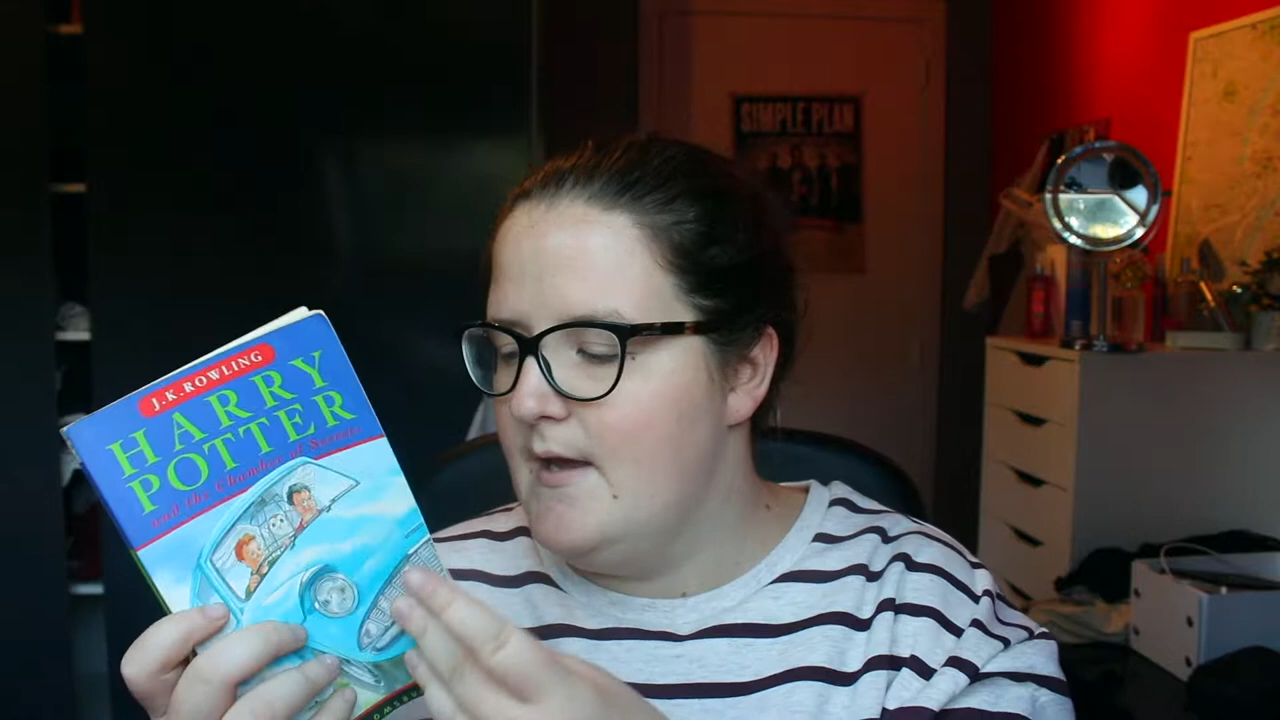 SIMPLE PLAN
J.K.ROWLING
HARRY
POTTER
and the Chamber of Secrets